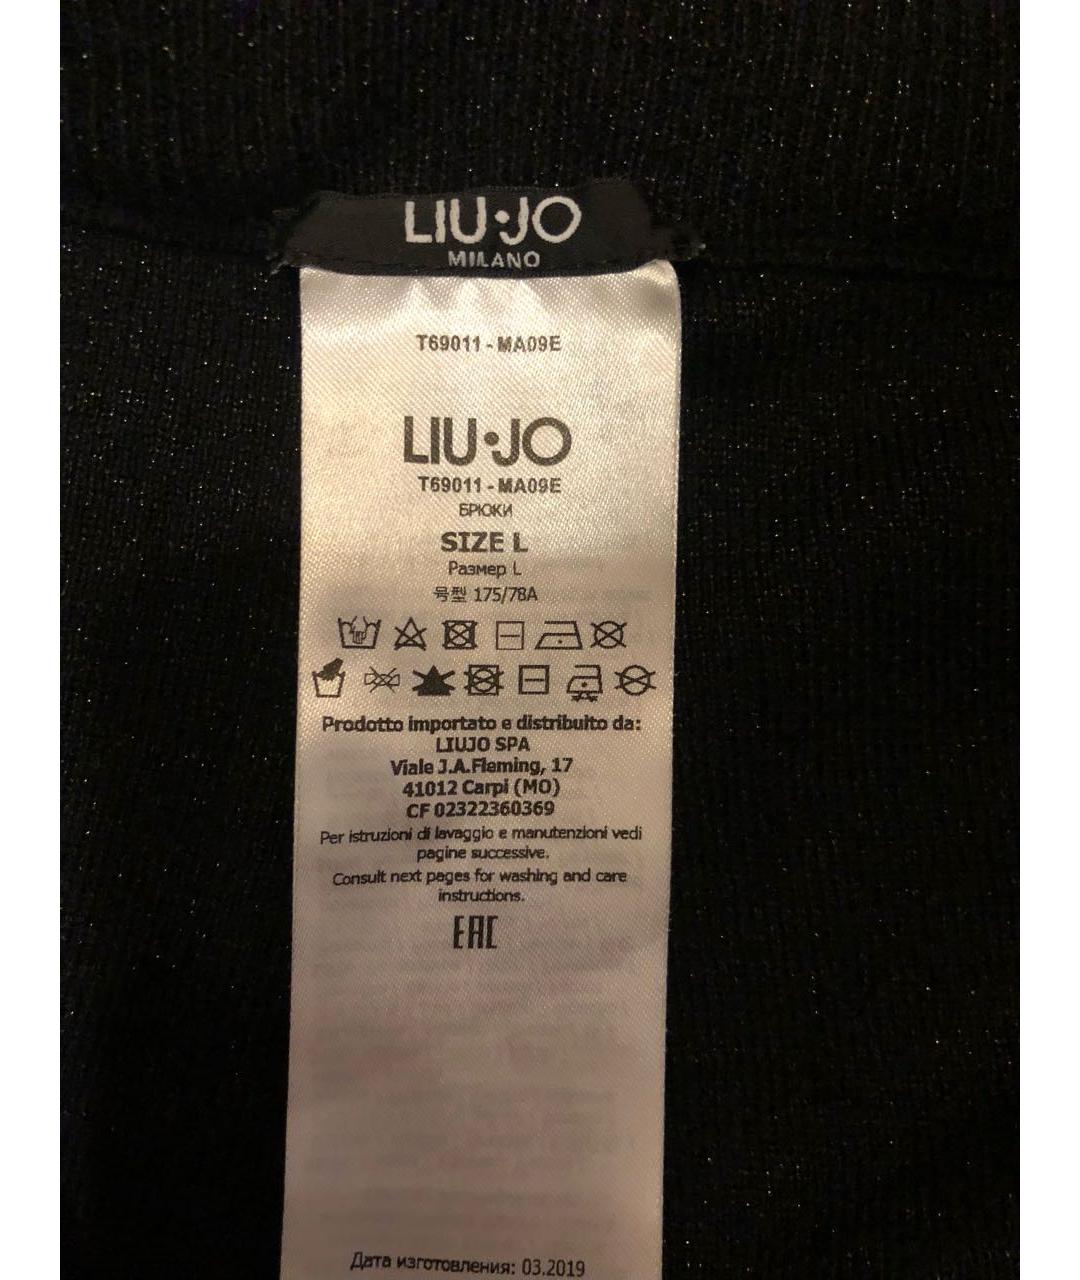 LIU·JO
MILANO
T69011 - MA09E
LIU·JO
T69011 - MA09E
БРЮКИ
SIZE L
Размер L
号型 175/78A
Prodotto importato e distribuito da:
LIUJO SPA
Viale J.A.Fleming, 17
41012 Carpi (MO)
CF 02322360369
Per istruzioni di lavaggio e manutenzioni vedi
pagine successive.
Consult next pages for washing and care
instructions.
EAC
Дата изготовления: 03.2019